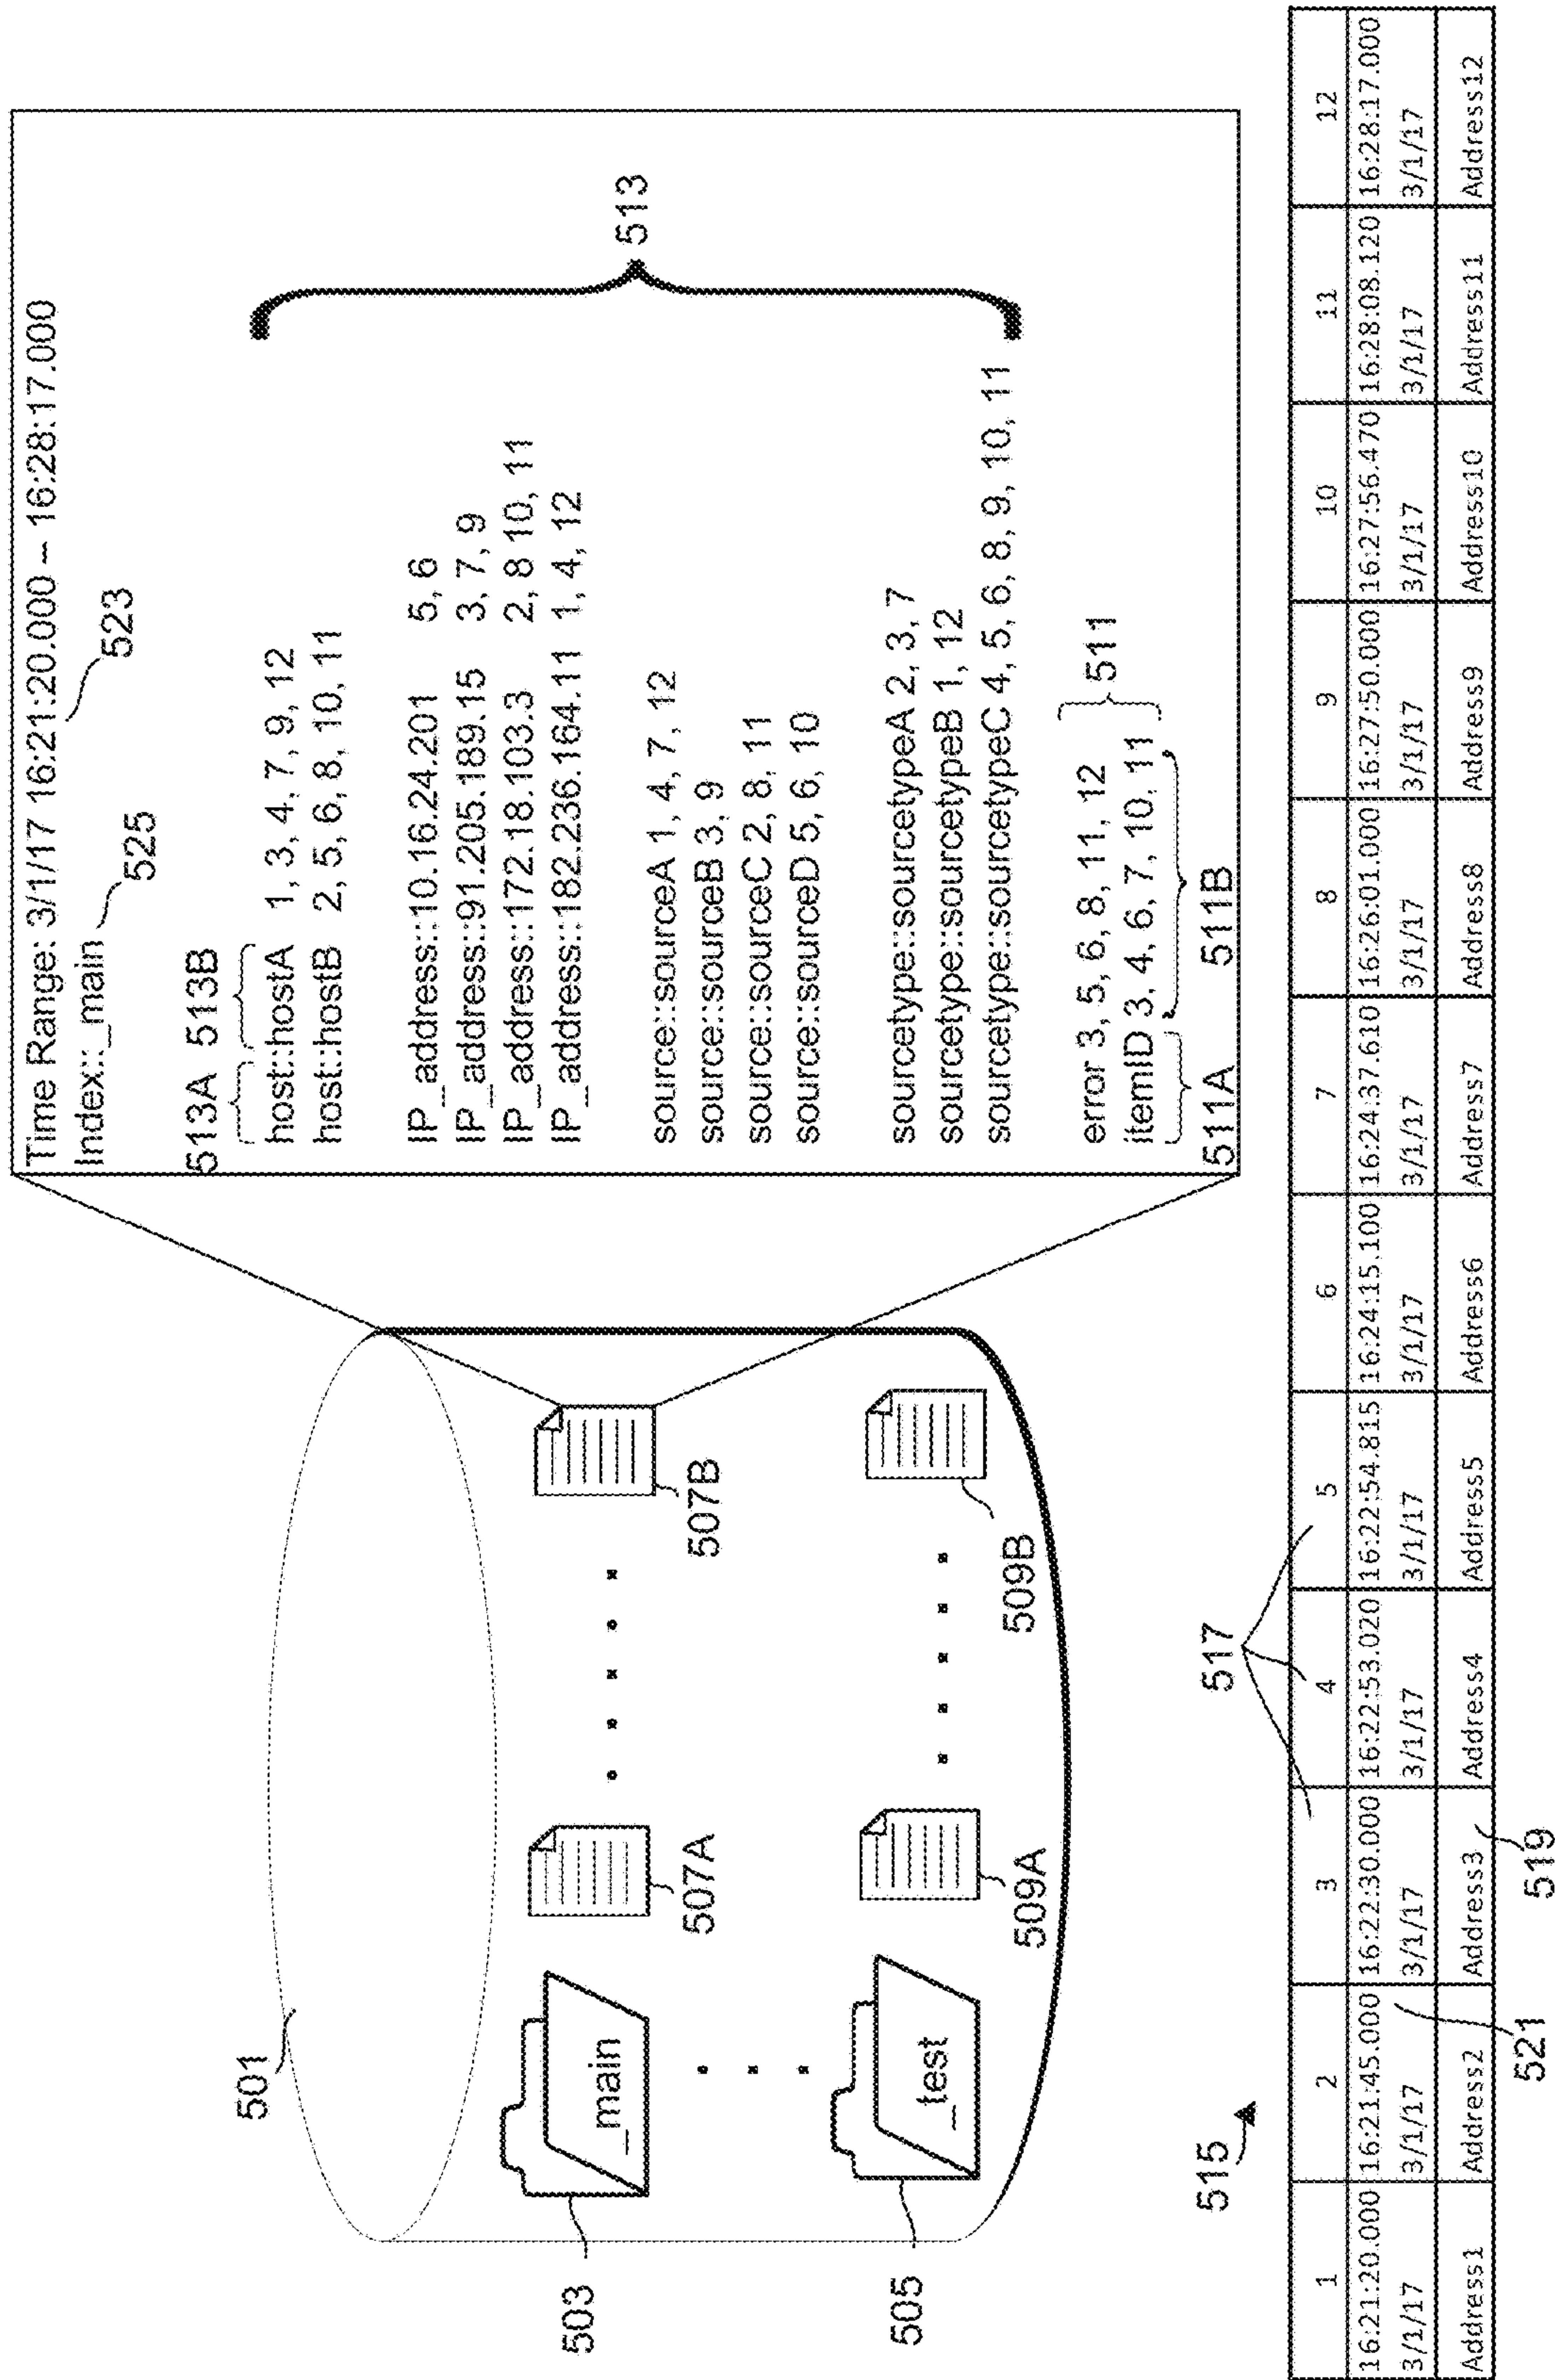 Time Range: 3/1/17 16:21:20.000 – 16:28:17.000
523
Index::_main
525
513A 513B
host::hostA 1, 3, 4, 7, 9, 12
host::hostB 2, 5, 6, 8, 10, 11
IP_address::10.16.24.201 5, 6
IP_address::91.205.189.15 3, 7, 9
IP_address::172.18.103.3 2, 8 10, 11
IP_address::182.236.164.11 1, 4, 12
513
source::sourceA 1, 4, 7, 12
source::sourceB 3, 9
source::sourceC 2, 8, 11
source::sourceD 5, 6, 10
sourcetype::sourcetypeA 2, 3, 7
sourcetype::sourcetypeB 1, 12
sourcetype::sourcetypeC 4, 5, 6, 8, 9, 10, 11
error 3, 5, 6, 8, 11, 12
itemID 3, 4, 6, 7, 10, 11
511
511A 511B
501
503
_main
507A
507B
505
_test
509A
509B
515
517
1 2 3 4 5 6 7 8 9 10 11 12
16:21:20.000 16:21:45.000 16:22:30.000 16:22:53.020 16:22:54.815 16:24:15.100 16:24:37.610 16:26:01.000 16:27:50.000 16:27:56.470 16:28:08.120 16:28:17.000
3/1/17 3/1/17 3/1/17 3/1/17 3/1/17 3/1/17 3/1/17 3/1/17 3/1/17 3/1/17 3/1/17 3/1/17
Address1 Address2 Address3 Address4 Address5 Address6 Address7 Address8 Address9 Address10 Address11 Address12
521
519